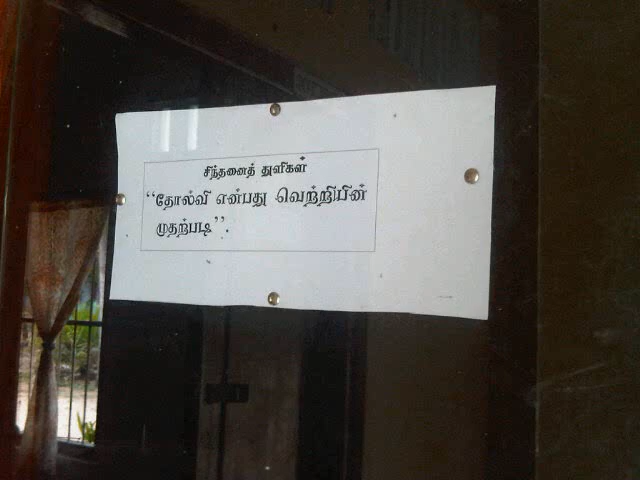 சிந்தனைத் துளிகள்
“தோல்வி என்பது வெற்றியின்
முதற்படி”.